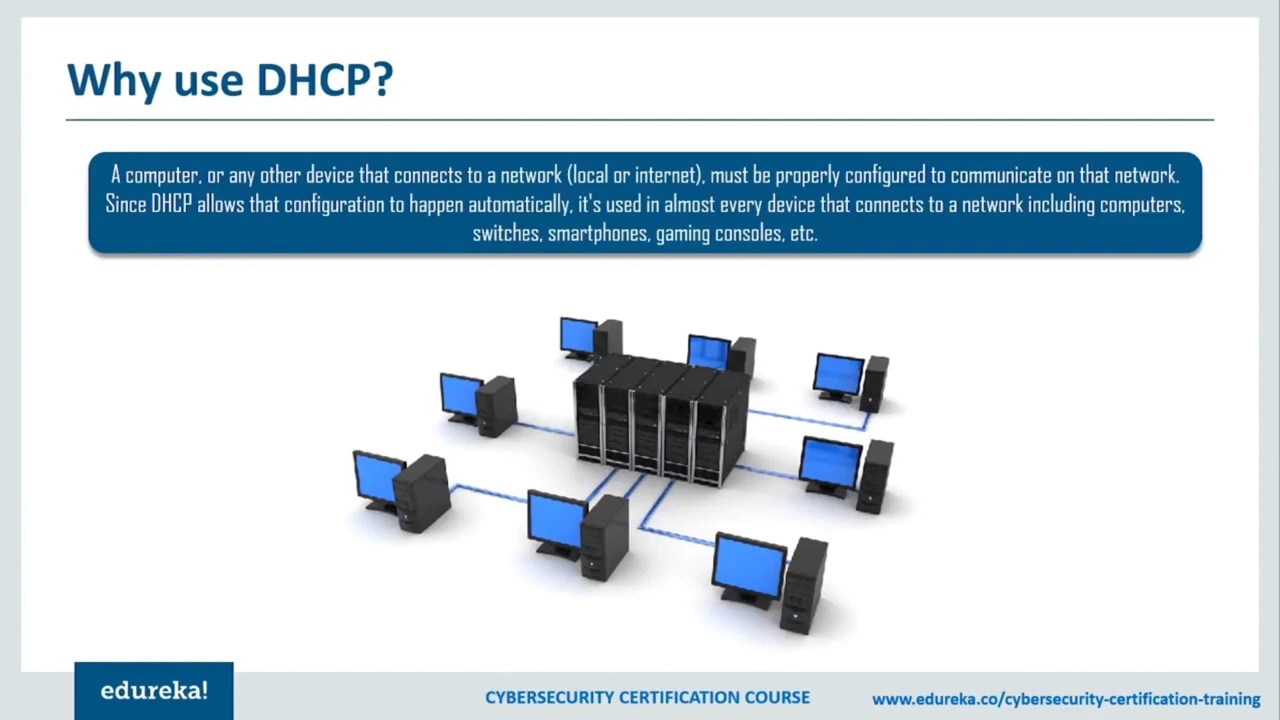 Why use DHCP?
A computer, or any other device that connects to a network (local or internet), must be properly configured to communicate on that network.
Since DHCP allows that configuration to happen automatically, it's used in almost every device that connects to a network including computers,
switches, smartphones, gaming consoles, etc.
edureka!
CYBERSECURITY CERTIFICATION COURSE
www.edureka.co/cybersecurity-certification-training